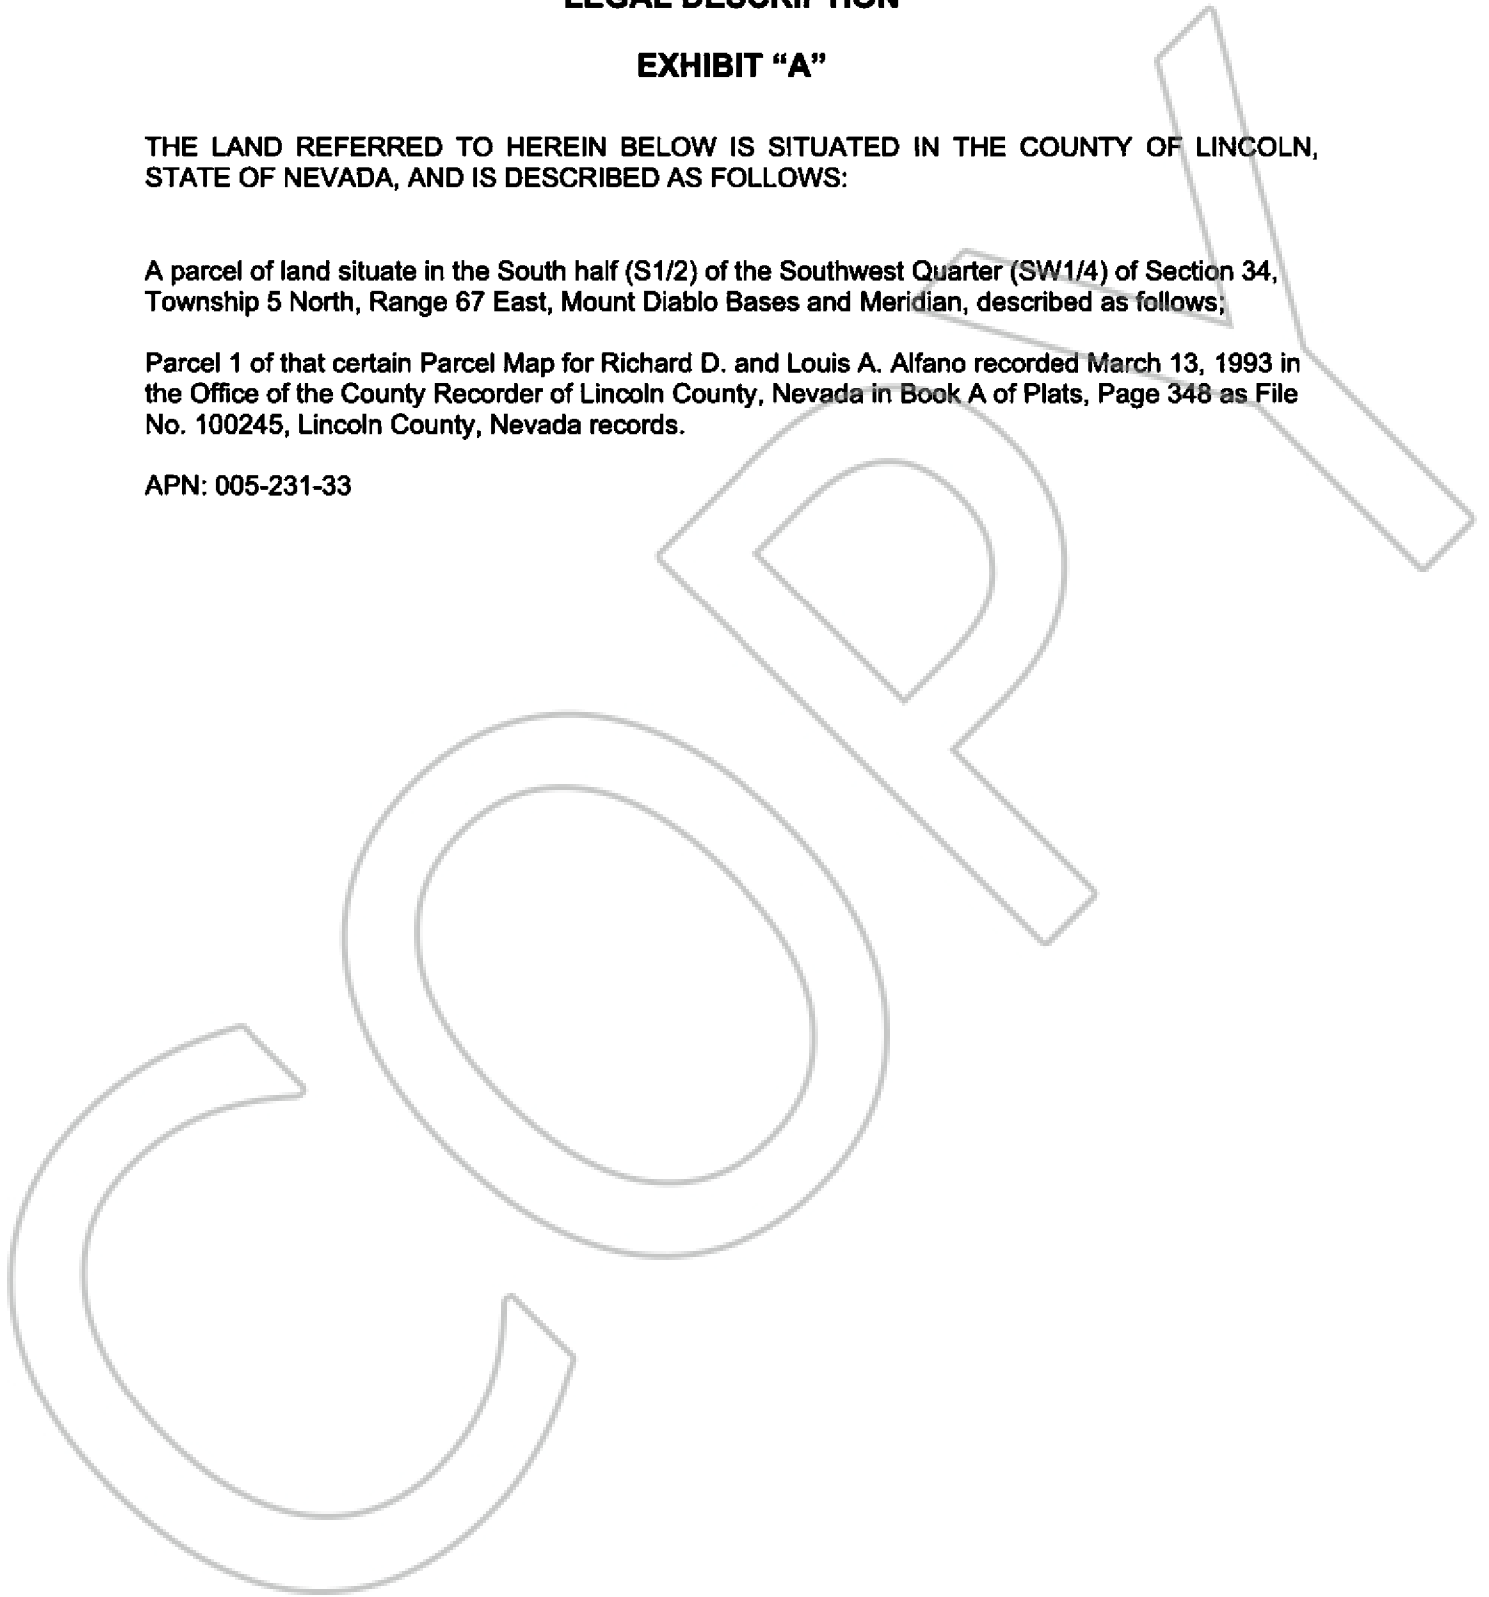 LEGAL DESCRIPTION
EXHIBIT “A”
THE LAND REFERRED TO HEREIN BELOW IS SITUATED IN THE COUNTY OF LINCOLN,
STATE OF NEVADA, AND IS DESCRIBED AS FOLLOWS:
A parcel of land situate in the South half (S1/2) of the Southwest Quarter (SW1/4) of Section 34,
Township 5 North, Range 67 East, Mount Diablo Bases and Meridian, described as follows;
Parcel 1 of that certain Parcel Map for Richard D. and Louis A. Alfano recorded March 13, 1993 in
the Office of the County Recorder of Lincoln County, Nevada in Book A of Plats, Page 348 as File
No. 100245, Lincoln County, Nevada records.
APN: 005-231-33
COPY